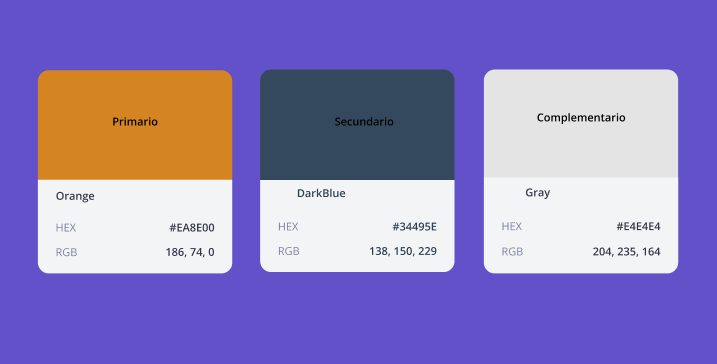 Primario
Orange
HEX #EA8E00
RGB 186, 74, 0
Secundario
DarkBlue
HEX #34495E
RGB 138, 150, 229
Complementario
Gray
HEX #E4E4E4
RGB 204, 235, 164